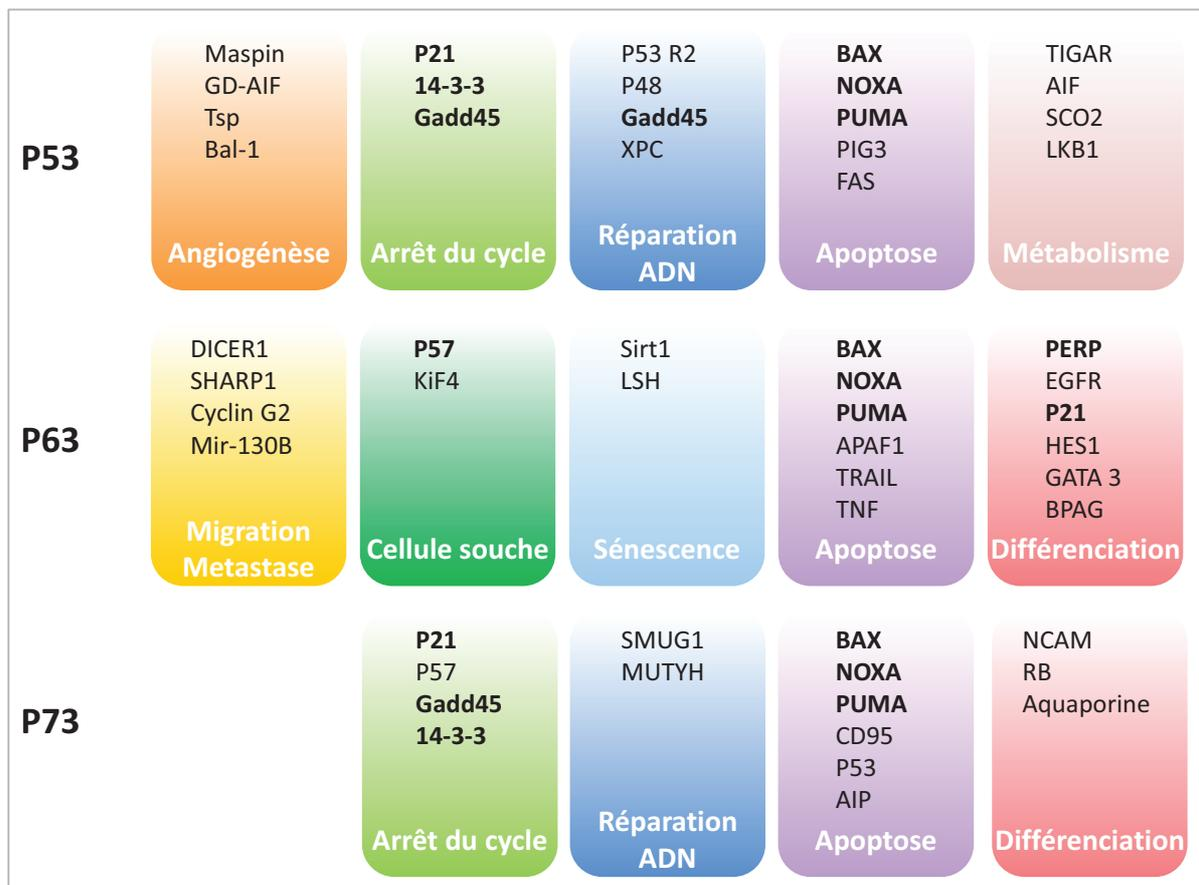 P53
Maspin
GD-AIF
Tsp
Bal-1
Angiogénèse
P21
14-3-3
Gadd45
Arrêt du cycle
P53 R2
P48
Gadd45
XPC
Réparation
ADN
BAX
NOXA
PUMA
PIG3
FAS
Apoptose
TIGAR
AIF
SCO2
LKB1
Métabolisme
P63
DICER1
SHARP1
Cyclin G2
Mir-130B
Migration
Metastase
P57
KiF4
Cellule souche
Sirt1
LSH
Sénescence
BAX
NOXA
PUMA
APAF1
TRAIL
TNF
Apoptose
PERP
EGFR
P21
HES1
GATA 3
BPAG
Différenciation
P73
P21
P57
Gadd45
14-3-3
Arrêt du cycle
SMUG1
MUTYH
Réparation
ADN
BAX
NOXA
PUMA
CD95
P53
AIP
Apoptose
NCAM
RB
Aquaporine
Différenciation